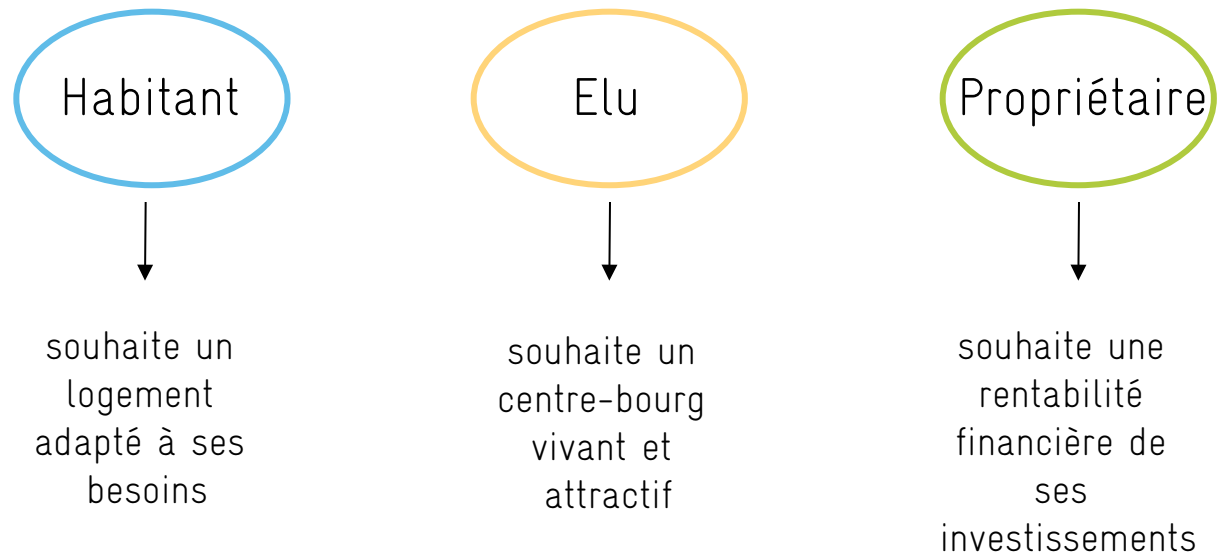 Habitant
Elu
Propriétaire
souhaite un
logement
adapté à ses
besoins
souhaite un
centre-bourg
vivant et
attractif
souhaite une
rentabilité
financière de
ses
investissements